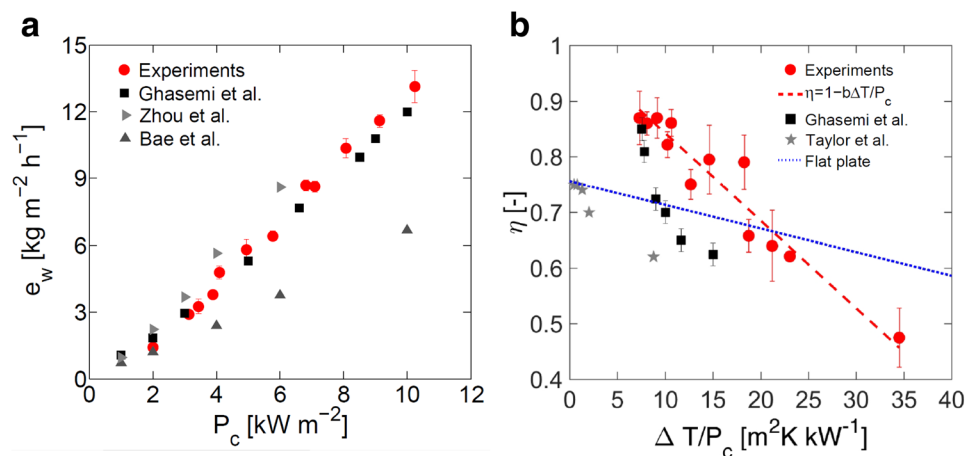 a
15
12
9
6
3
0
0 2 4 6 8 10 12
e_w [kg m⁻² h⁻¹]
P_c [kW m⁻²]
Experiments
Ghasemi et al.
Zhou et al.
Bae et al.
b
1
0.9
0.8
0.7
0.6
0.5
0.4
0 5 10 15 20 25 30 35 40
η [-]
Δ T/P_c [m²K kW⁻¹]
Experiments
η=1−bΔT/P_c
Ghasemi et al.
Taylor et al.
Flat plate